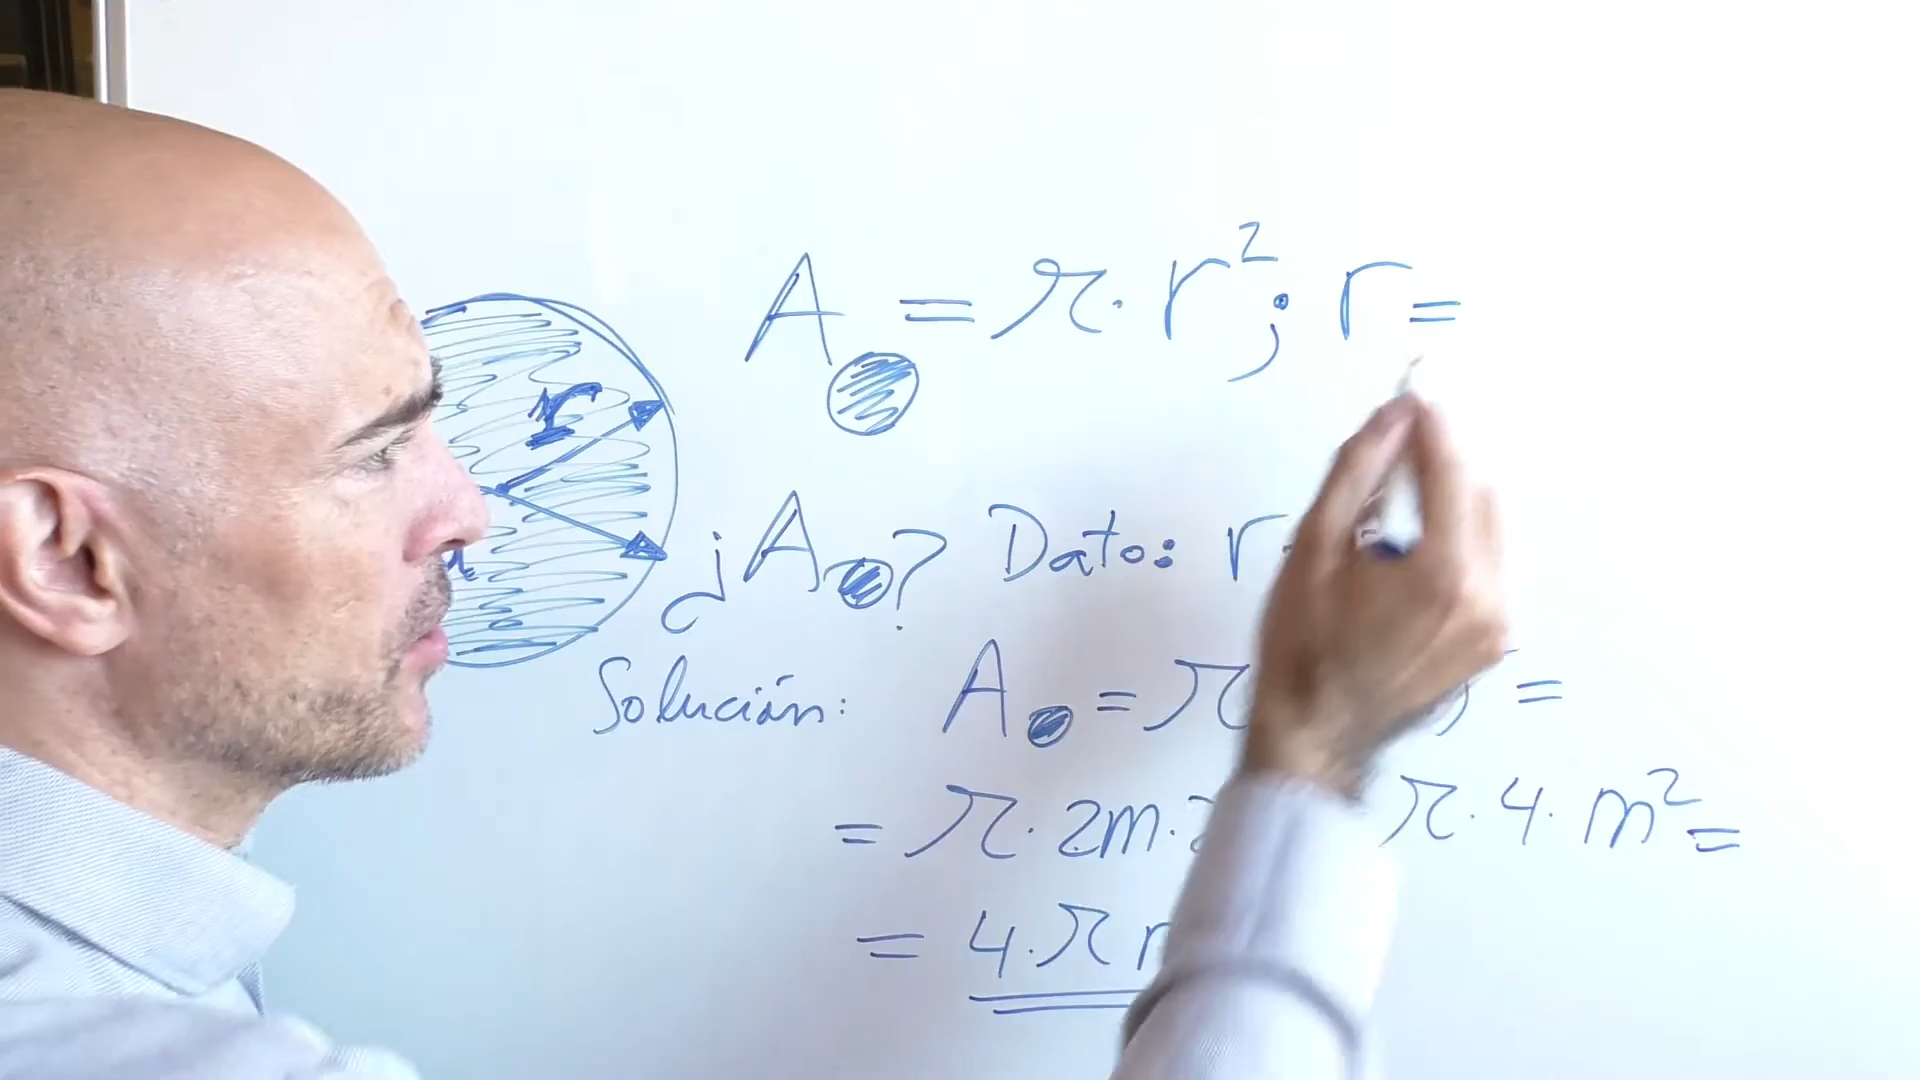 A = π · r²; r =
r
¿A? Dato: r
Solución: A = π =
= π · 2m · π · 4 · m² =
= 4 · π